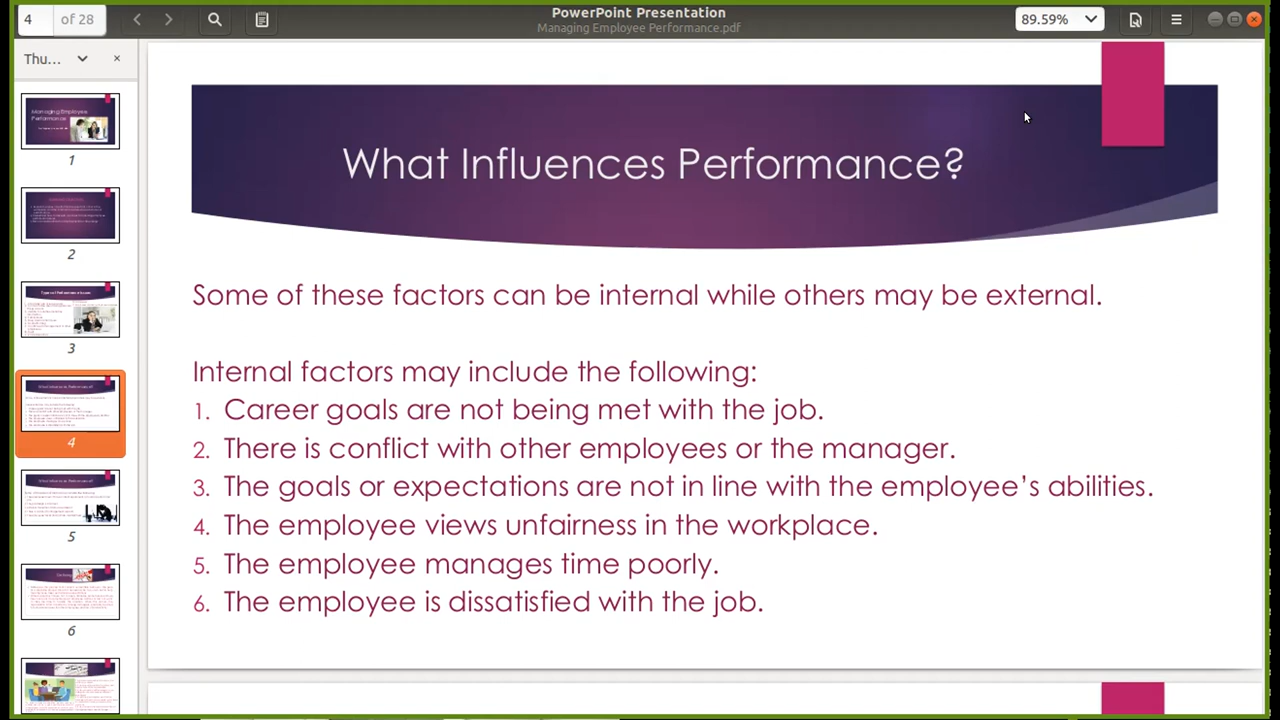 4 of 28
PowerPoint Presentation
Managing Employee Performance.pdf
89.59%
Thu...
1
2
3
4
5
6
Managing Employee
Performance
What Influences Performance?
Some of these factors can be internal while others may be external.
Internal factors may include the following:
1. Career goals are not being met with the job.
2. There is conflict with other employees or the manager.
3. The goals or expectations are not in line with the employee’s abilities.
4. The employee views unfairness in the workplace.
5. The employee manages time poorly.
6. The employee is dissatisfied with the job.